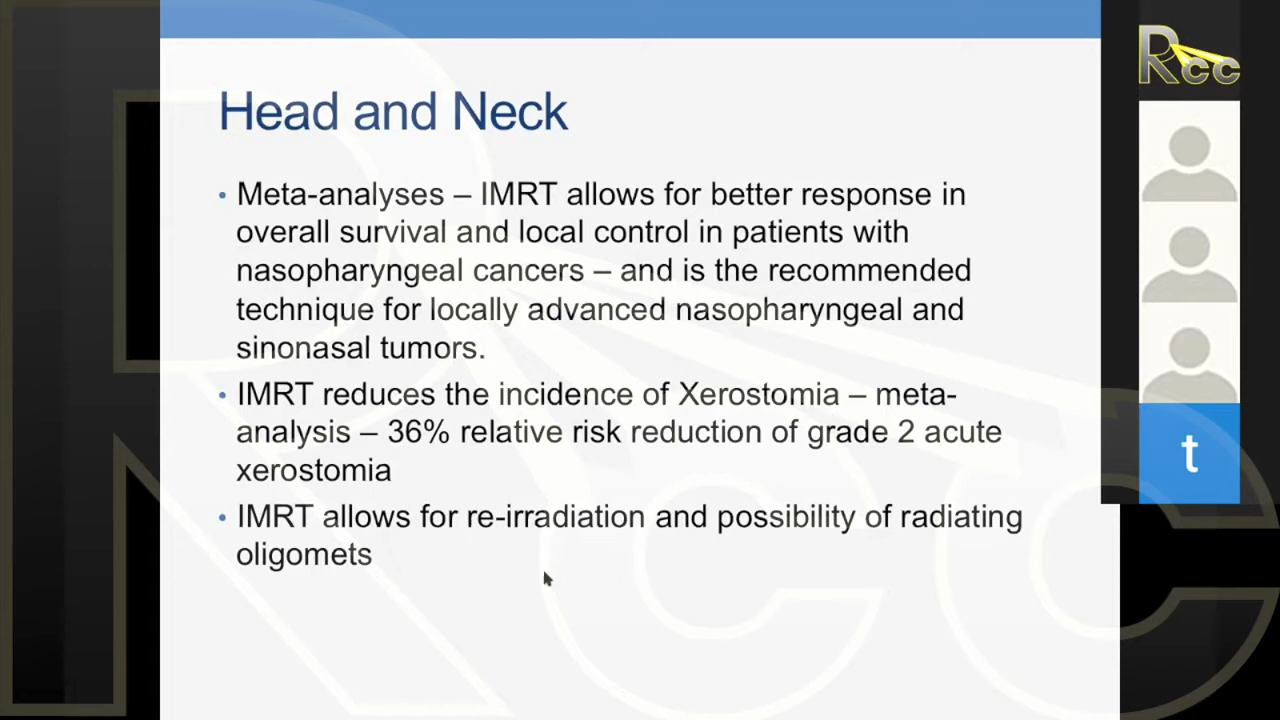 Head and Neck
• Meta-analyses – IMRT allows for better response in
overall survival and local control in patients with
nasopharyngeal cancers – and is the recommended
technique for locally advanced nasopharyngeal and
sinonasal tumors.
• IMRT reduces the incidence of Xerostomia – meta-
analysis – 36% relative risk reduction of grade 2 acute
xerostomia
• IMRT allows for re-irradiation and possibility of radiating
oligomets
Rcc
t